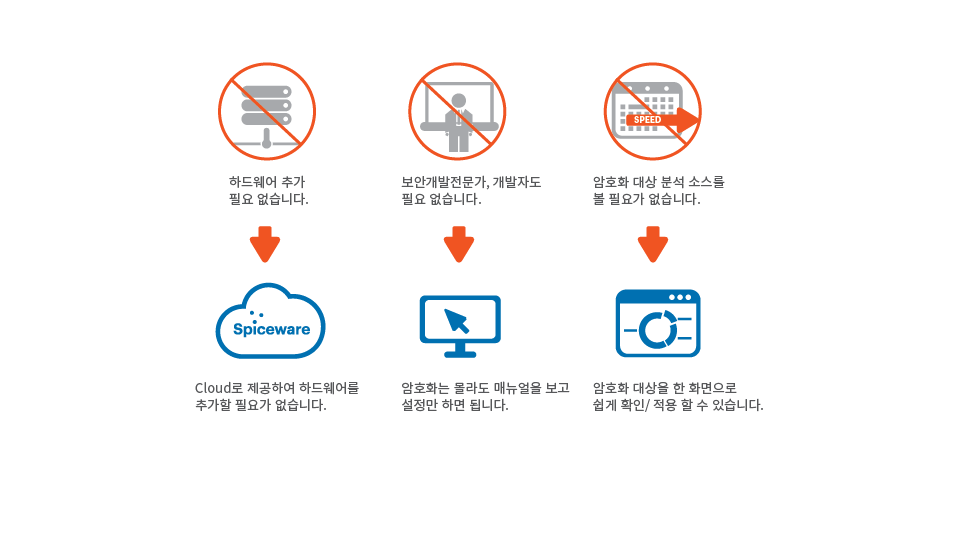 SPEED
하드웨어 추가
필요 없습니다.
보안개발전문가, 개발자도
필요 없습니다.
암호화 대상 분석 소스를
볼 필요가 없습니다.
Spiceware
Cloud로 제공하여 하드웨어를
추가할 필요가 없습니다.
암호화는 몰라도 매뉴얼을 보고
설정만 하면 됩니다.
암호화 대상을 한 화면으로
쉽게 확인/ 적용 할 수 있습니다.